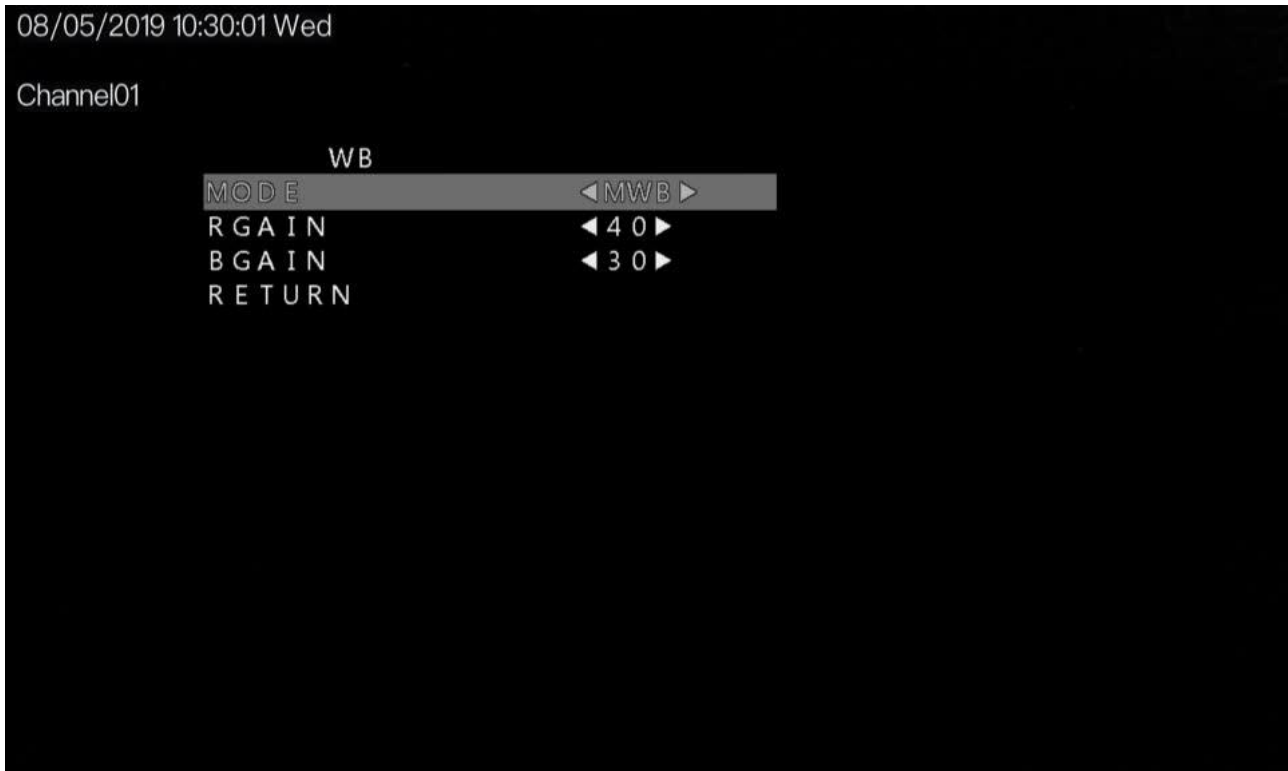 08/05/2019 10:30:01 Wed
Channel01
WB
MODE ◀MWB▶
RGAIN ◀40▶
BGAIN ◀30▶
RETURN